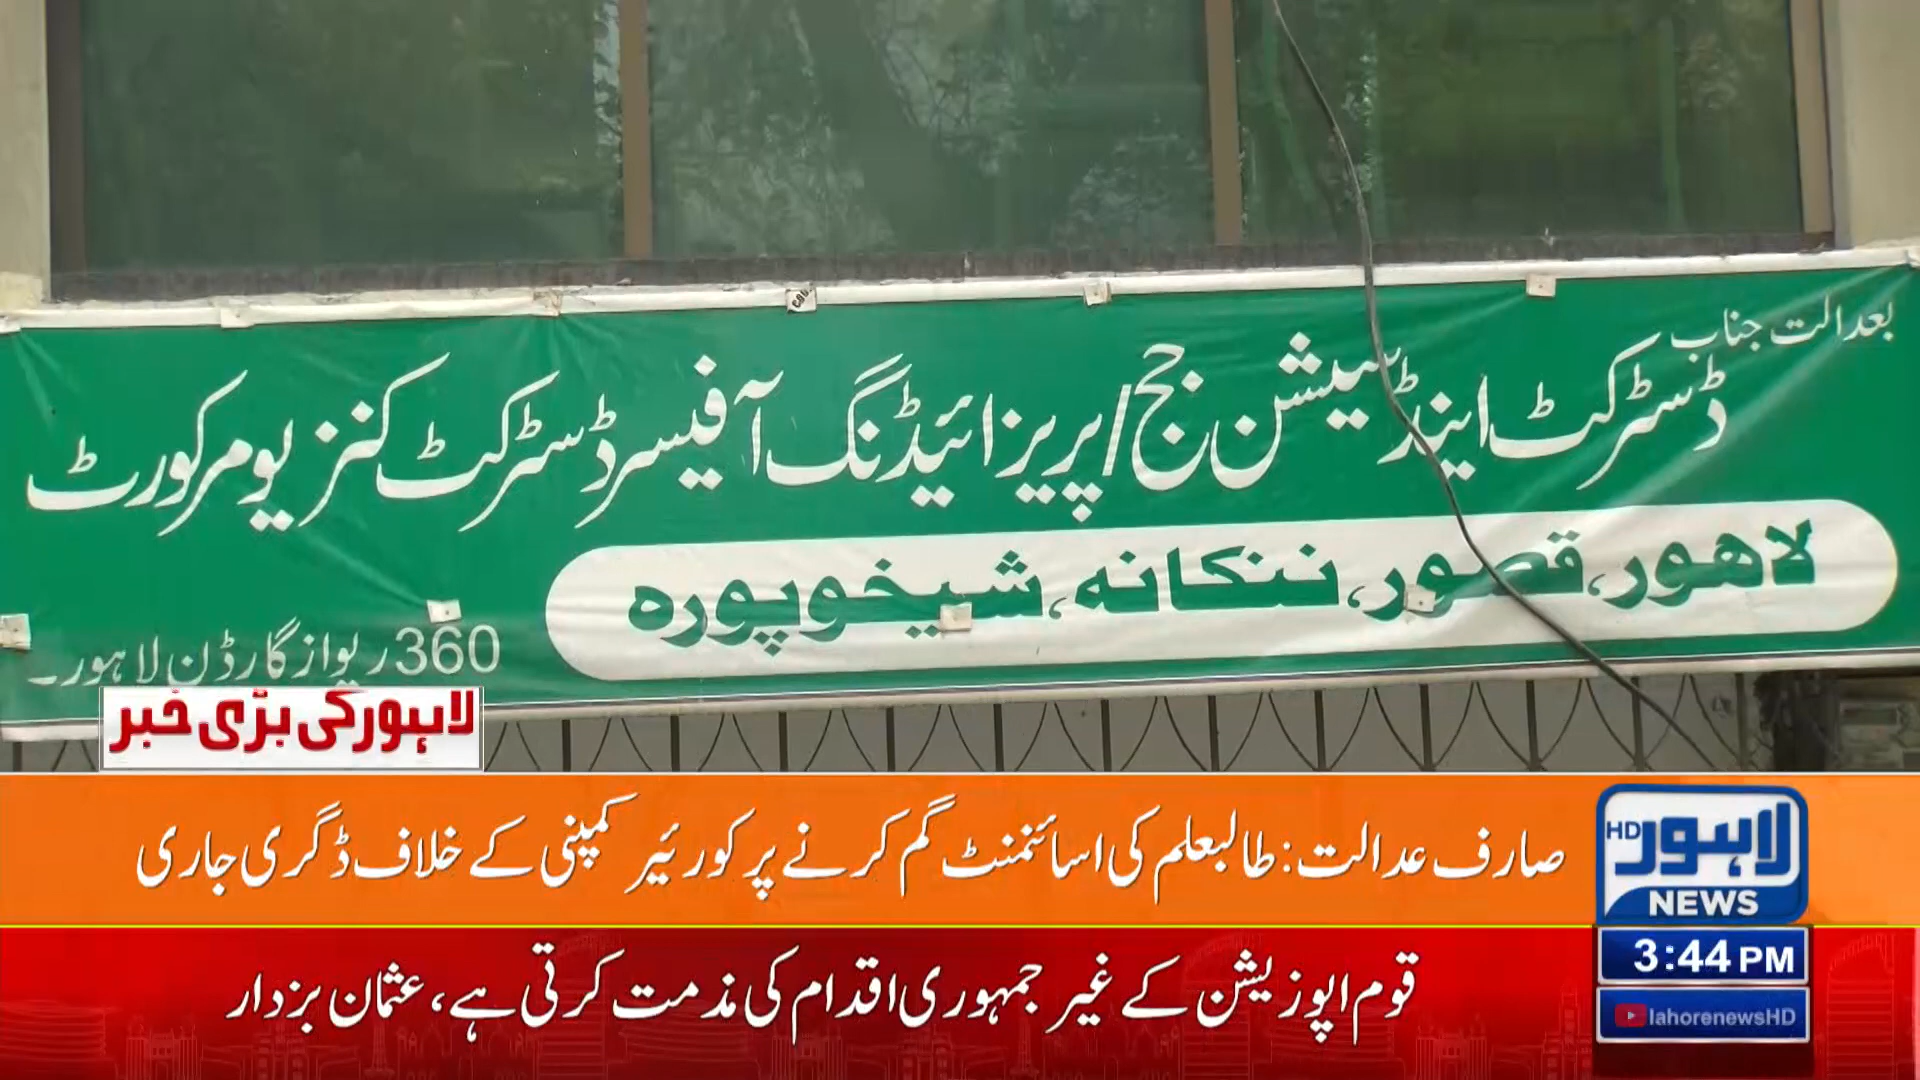 بعدالت جناب
ڈسٹرکٹ اینڈ سیشن جج/پریزائیڈنگ آفیسر ڈسٹرکٹ کنزیومر کورٹ
لاہور، قصور، ننکانہ، شیخوپورہ
360 ریواز گارڈن لاہور۔
لاہور کی بڑی خبر
صارف عدالت: طالبعلم کی اسائنمنٹ گم کرنے پر کورئیر کمپنی کے خلاف ڈگری جاری
لاہور HD
NEWS
3:44 PM
قوم اپوزیشن کے غیر جمہوری اقدام کی مذمت کرتی ہے، عثمان بزدار
lahorenewsHD